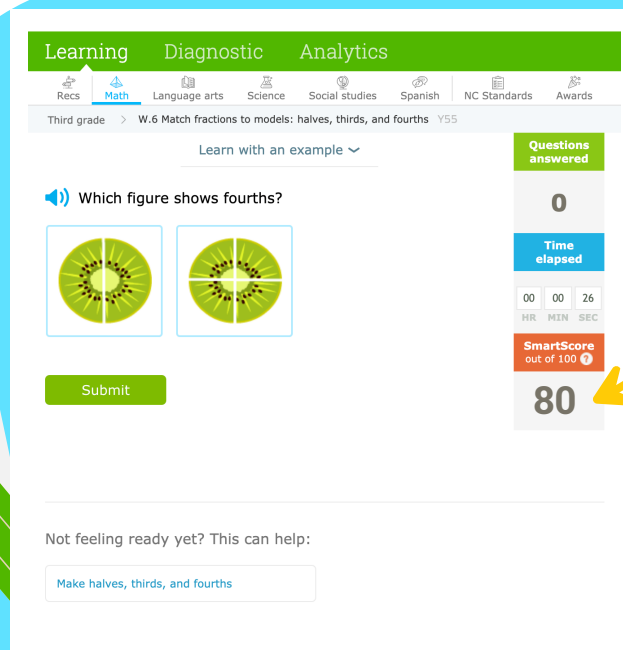 Learning Diagnostic Analytics
Recs Math Language arts Science Social studies Spanish NC Standards Awards
Third grade > W.6 Match fractions to models: halves, thirds, and fourths Y55
Learn with an example
Questions
answered
Which figure shows fourths?
0
Time
elapsed
00 00 26
HR MIN SEC
SmartScore
out of 100 ?
Submit
80
Not feeling ready yet? This can help:
Make halves, thirds, and fourths